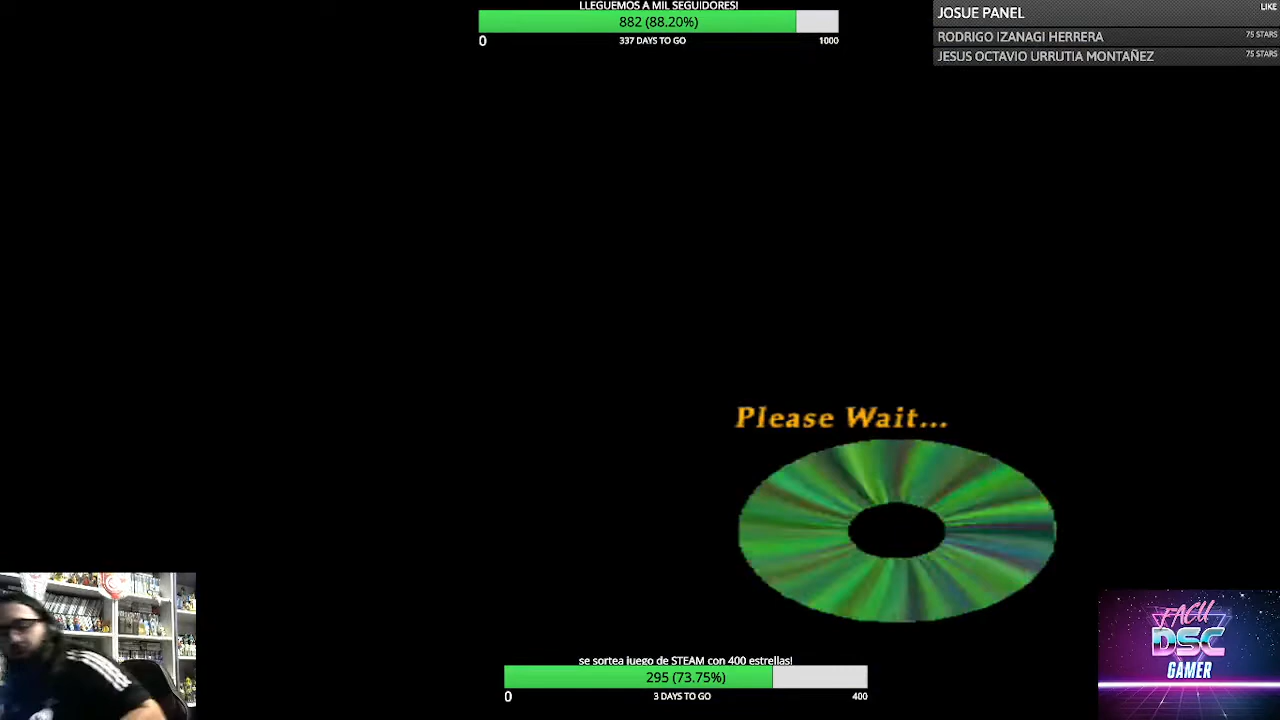 LLEGUEMOS A MIL SEGUIDORES!
882 (88.20%)
0
337 DAYS TO GO
1000
JOSUE PANEL
LIKE
RODRIGO IZANAGI HERRERA
75 STARS
JESUS OCTAVIO URRUTIA MONTAÑEZ
75 STARS
Please Wait...
FACU
DSC
GAMER
se sortea juego de STEAM con 400 estrellas!
295 (73.75%)
0
3 DAYS TO GO
400